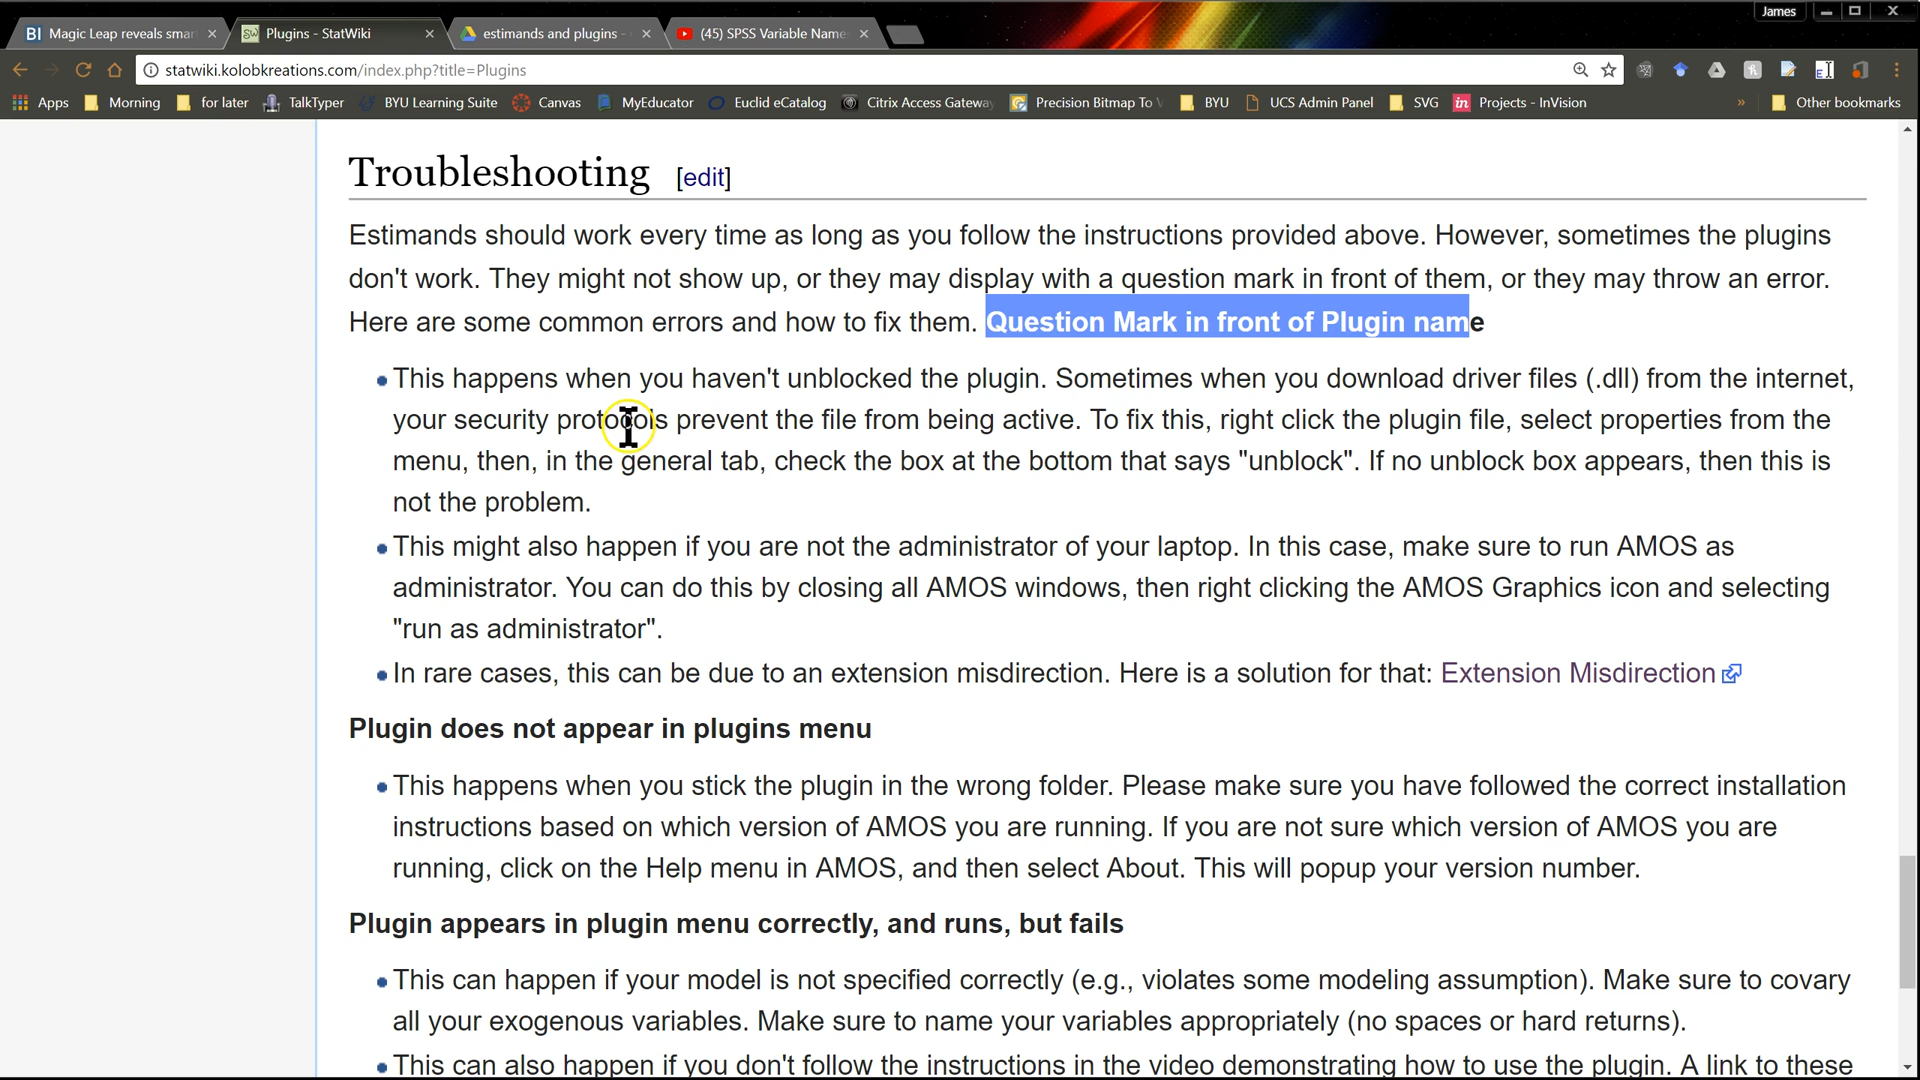 James
BI Magic Leap reveals smar
SW Plugins - StatWiki
estimands and plugins -
(45) SPSS Variable Name
statwiki.kolobkreations.com/index.php?title=Plugins
Apps Morning for later TalkTyper BYU Learning Suite Canvas MyEducator Euclid eCatalog Citrix Access Gateway Precision Bitmap To V BYU UCS Admin Panel SVG in Projects - InVision » Other bookmarks
Troubleshooting [edit]
Estimands should work every time as long as you follow the instructions provided above. However, sometimes the plugins
don't work. They might not show up, or they may display with a question mark in front of them, or they may throw an error.
Here are some common errors and how to fix them. Question Mark in front of Plugin name
This happens when you haven't unblocked the plugin. Sometimes when you download driver files (.dll) from the internet,
your security protocols prevent the file from being active. To fix this, right click the plugin file, select properties from the
menu, then, in the general tab, check the box at the bottom that says "unblock". If no unblock box appears, then this is
not the problem.
This might also happen if you are not the administrator of your laptop. In this case, make sure to run AMOS as
administrator. You can do this by closing all AMOS windows, then right clicking the AMOS Graphics icon and selecting
"run as administrator".
In rare cases, this can be due to an extension misdirection. Here is a solution for that: Extension Misdirection
Plugin does not appear in plugins menu
This happens when you stick the plugin in the wrong folder. Please make sure you have followed the correct installation
instructions based on which version of AMOS you are running. If you are not sure which version of AMOS you are
running, click on the Help menu in AMOS, and then select About. This will popup your version number.
Plugin appears in plugin menu correctly, and runs, but fails
This can happen if your model is not specified correctly (e.g., violates some modeling assumption). Make sure to covary
all your exogenous variables. Make sure to name your variables appropriately (no spaces or hard returns).
This can also happen if you don't follow the instructions in the video demonstrating how to use the plugin. A link to these